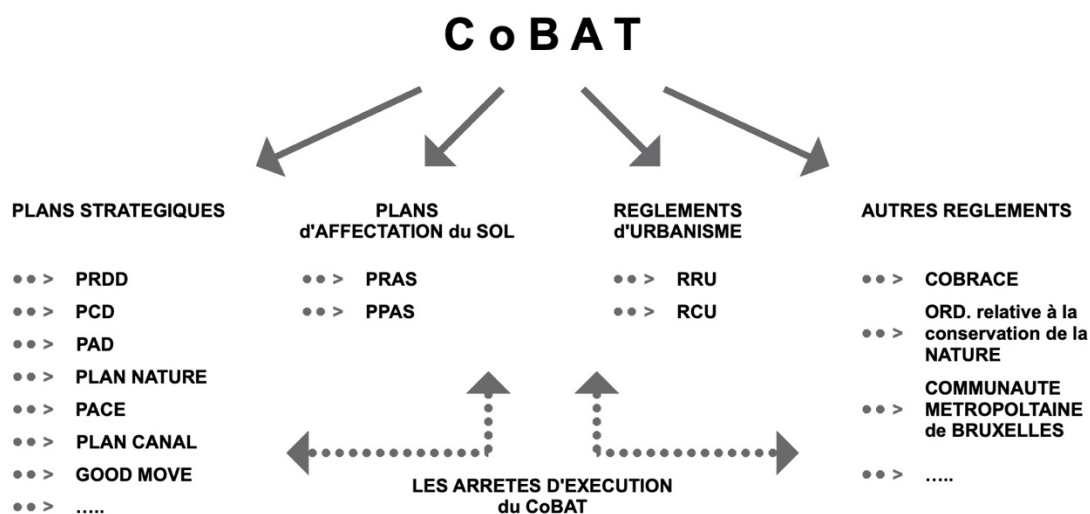 C o B A T
PLANS STRATEGIQUES
●● > PRDD
●● > PCD
●● > PAD
●● > PLAN NATURE
●● > PACE
●● > PLAN CANAL
●● > GOOD MOVE
●● > .....
PLANS
d'AFFECTATION du SOL
●● > PRAS
●● > PPAS
REGLEMENTS
d'URBANISME
●● > RRU
●● > RCU
AUTRES REGLEMENTS
●● > COBRACE
ORD. relative à la
●● > conservation de la
NATURE
COMMUNAUTE
●● > METROPOLTAINE
de BRUXELLES
●● > .....
LES ARRETES D'EXECUTION
du CoBAT